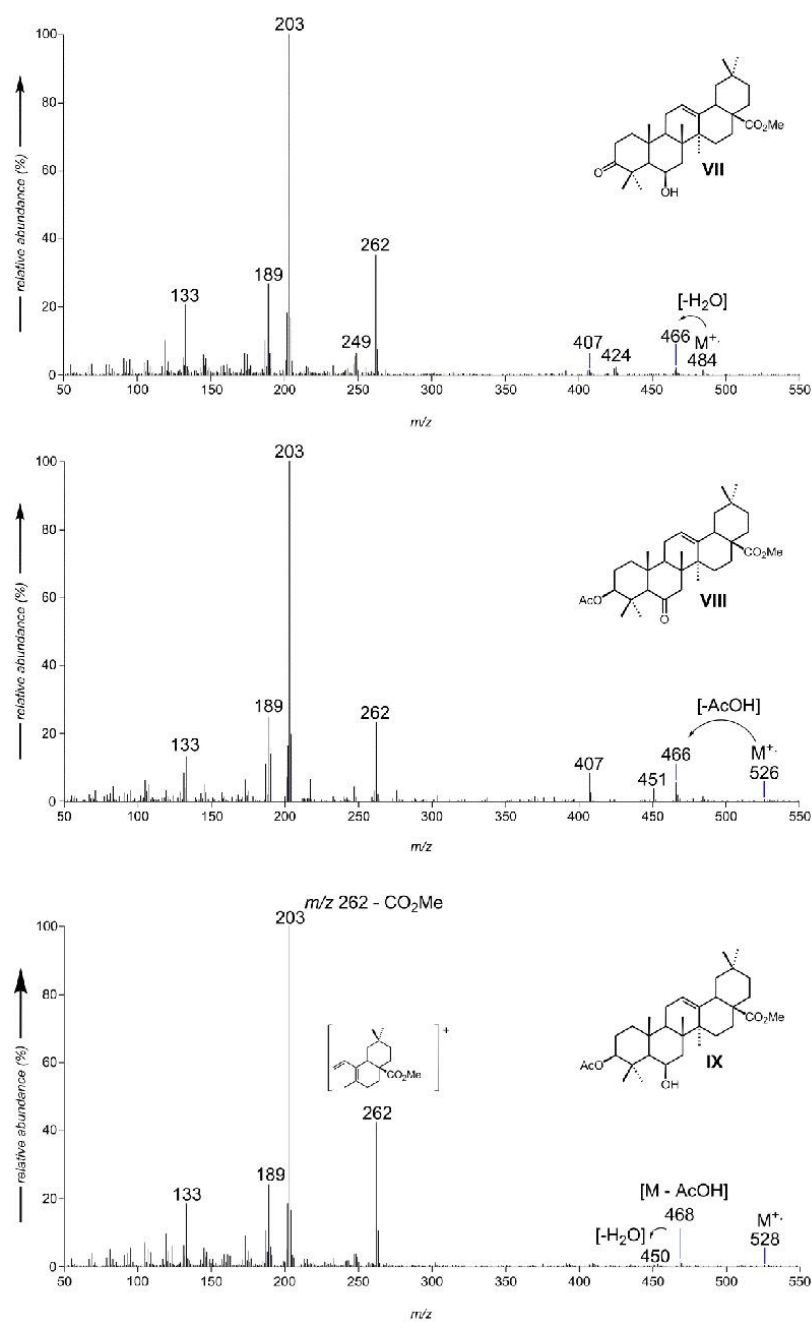 relative abundance (%)
100
80
60
40
20
0
203
133
189
249
262
407
424
[-H₂O]
466
M⁺·
484
CO₂Me
O
OH
VII
50 100 150 200 250 300 350 400 450 500 550
m/z
relative abundance (%)
100
80
60
40
20
0
203
133
189
262
407
451
[-AcOH]
466
M⁺·
526
CO₂Me
AcO
O
VIII
50 100 150 200 250 300 350 400 450 500 550
m/z
m/z 262 - CO₂Me
relative abundance (%)
100
80
60
40
20
0
203
133
189
+
CO₂Me
262
[M - AcOH]
468
[-H₂O]
450
M⁺·
528
CO₂Me
AcO
OH
IX
50 100 150 200 250 300 350 400 450 500 550
m/z